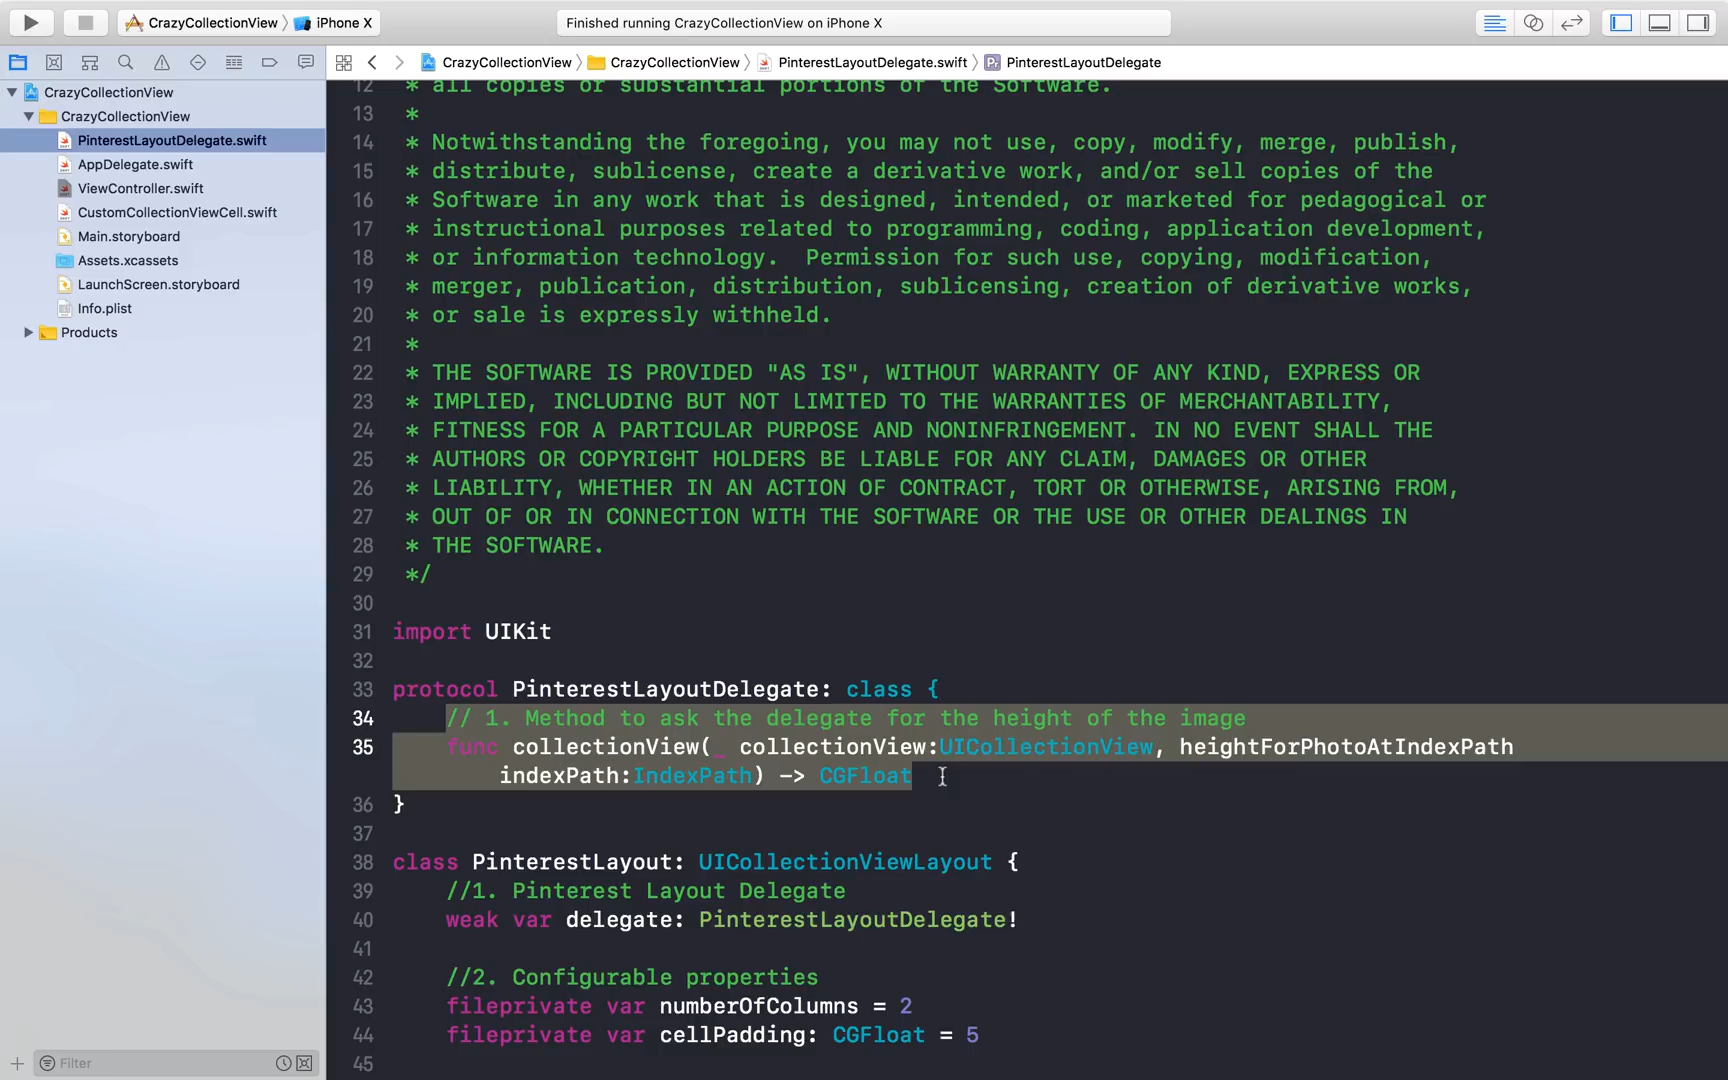 CrazyCollectionView 〉 iPhone X
Finished running CrazyCollectionView on iPhone X
CrazyCollectionView 〉 CrazyCollectionView 〉 PinterestLayoutDelegate.swift 〉 Pr PinterestLayoutDelegate
CrazyCollectionView
CrazyCollectionView
PinterestLayoutDelegate.swift
AppDelegate.swift
ViewController.swift
CustomCollectionViewCell.swift
Main.storyboard
Assets.xcassets
LaunchScreen.storyboard
Info.plist
Products
Filter
12 * all copies or substantial portions of the Software.
13 *
14 * Notwithstanding the foregoing, you may not use, copy, modify, merge, publish,
15 * distribute, sublicense, create a derivative work, and/or sell copies of the
16 * Software in any work that is designed, intended, or marketed for pedagogical or
17 * instructional purposes related to programming, coding, application development,
18 * or information technology.  Permission for such use, copying, modification,
19 * merger, publication, distribution, sublicensing, creation of derivative works,
20 * or sale is expressly withheld.
21 *
22 * THE SOFTWARE IS PROVIDED "AS IS", WITHOUT WARRANTY OF ANY KIND, EXPRESS OR
23 * IMPLIED, INCLUDING BUT NOT LIMITED TO THE WARRANTIES OF MERCHANTABILITY,
24 * FITNESS FOR A PARTICULAR PURPOSE AND NONINFRINGEMENT. IN NO EVENT SHALL THE
25 * AUTHORS OR COPYRIGHT HOLDERS BE LIABLE FOR ANY CLAIM, DAMAGES OR OTHER
26 * LIABILITY, WHETHER IN AN ACTION OF CONTRACT, TORT OR OTHERWISE, ARISING FROM,
27 * OUT OF OR IN CONNECTION WITH THE SOFTWARE OR THE USE OR OTHER DEALINGS IN
28 * THE SOFTWARE.
29 */
30
31 import UIKit
32
33 protocol PinterestLayoutDelegate: class {
34 // 1. Method to ask the delegate for the height of the image
35 func collectionView(_ collectionView:UICollectionView, heightForPhotoAtIndexPath
indexPath:IndexPath) -> CGFloat
36 }
37
38 class PinterestLayout: UICollectionViewLayout {
39 //1. Pinterest Layout Delegate
40 weak var delegate: PinterestLayoutDelegate!
41
42 //2. Configurable properties
43 fileprivate var numberOfColumns = 2
44 fileprivate var cellPadding: CGFloat = 5
45